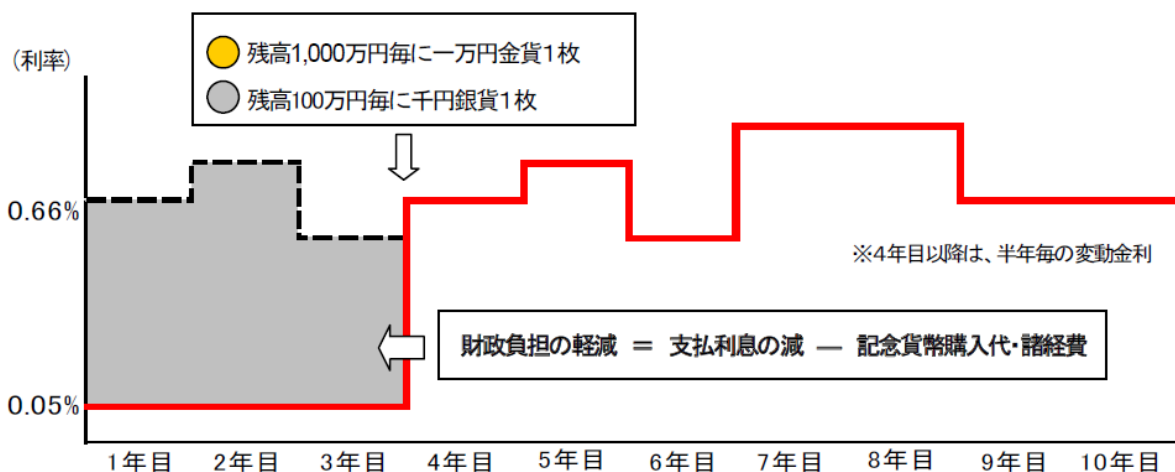 残高1,000万円毎に一万円金貨1枚
残高100万円毎に千円銀貨1枚
(利率)
0.66%
※4年目以降は、半年毎の変動金利
財政負担の軽減 = 支払利息の減 ― 記念貨幣購入代・諸経費
0.05%
1年目 2年目 3年目 4年目 5年目 6年目 7年目 8年目 9年目 10年目